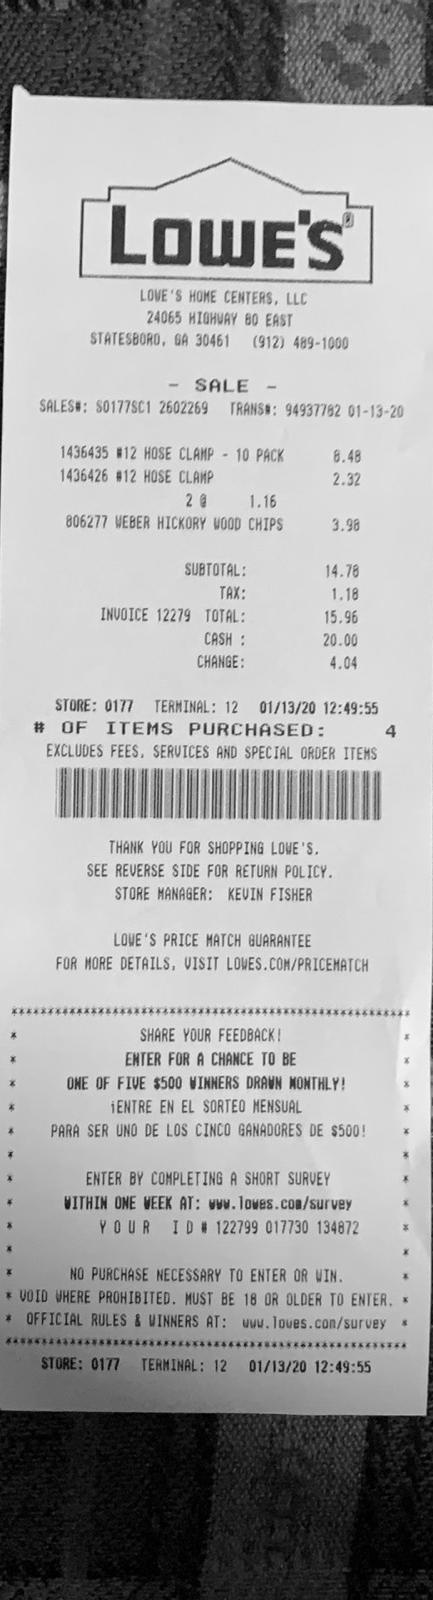 LOWE'S®
LOWE'S HOME CENTERS, LLC
24065 HIGHWAY 80 EAST
STATESBORO, GA 30461 (912) 489-1000
- SALE -
SALES#: S0177SC1 2602269 TRANS#: 94937782 01-13-20
1436435 #12 HOSE CLAMP - 10 PACK 8.48
1436426 #12 HOSE CLAMP 2.32
2 @ 1.16
806277 WEBER HICKORY WOOD CHIPS 3.98
SUBTOTAL: 14.78
TAX: 1.18
INVOICE 12279 TOTAL: 15.96
CASH : 20.00
CHANGE: 4.04
STORE: 0177 TERMINAL: 12 01/13/20 12:49:55
# OF ITEMS PURCHASED: 4
EXCLUDES FEES, SERVICES AND SPECIAL ORDER ITEMS
THANK YOU FOR SHOPPING LOWE'S.
SEE REVERSE SIDE FOR RETURN POLICY.
STORE MANAGER: KEVIN FISHER
LOWE'S PRICE MATCH GUARANTEE
FOR MORE DETAILS, VISIT LOWES.COM/PRICEMATCH
************************************************************
* SHARE YOUR FEEDBACK! *
* ENTER FOR A CHANCE TO BE *
* ONE OF FIVE $500 WINNERS DRAWN MONTHLY! *
* ¡ENTRE EN EL SORTEO MENSUAL *
* PARA SER UNO DE LOS CINCO GANADORES DE $500! *
* *
* ENTER BY COMPLETING A SHORT SURVEY *
* WITHIN ONE WEEK AT: www.lowes.com/survey *
* Y O U R I D # 122799 017730 134872 *
* *
* NO PURCHASE NECESSARY TO ENTER OR WIN. *
* VOID WHERE PROHIBITED. MUST BE 18 OR OLDER TO ENTER. *
* OFFICIAL RULES & WINNERS AT: www.lowes.com/survey *
************************************************************
STORE: 0177 TERMINAL: 12 01/13/20 12:49:55